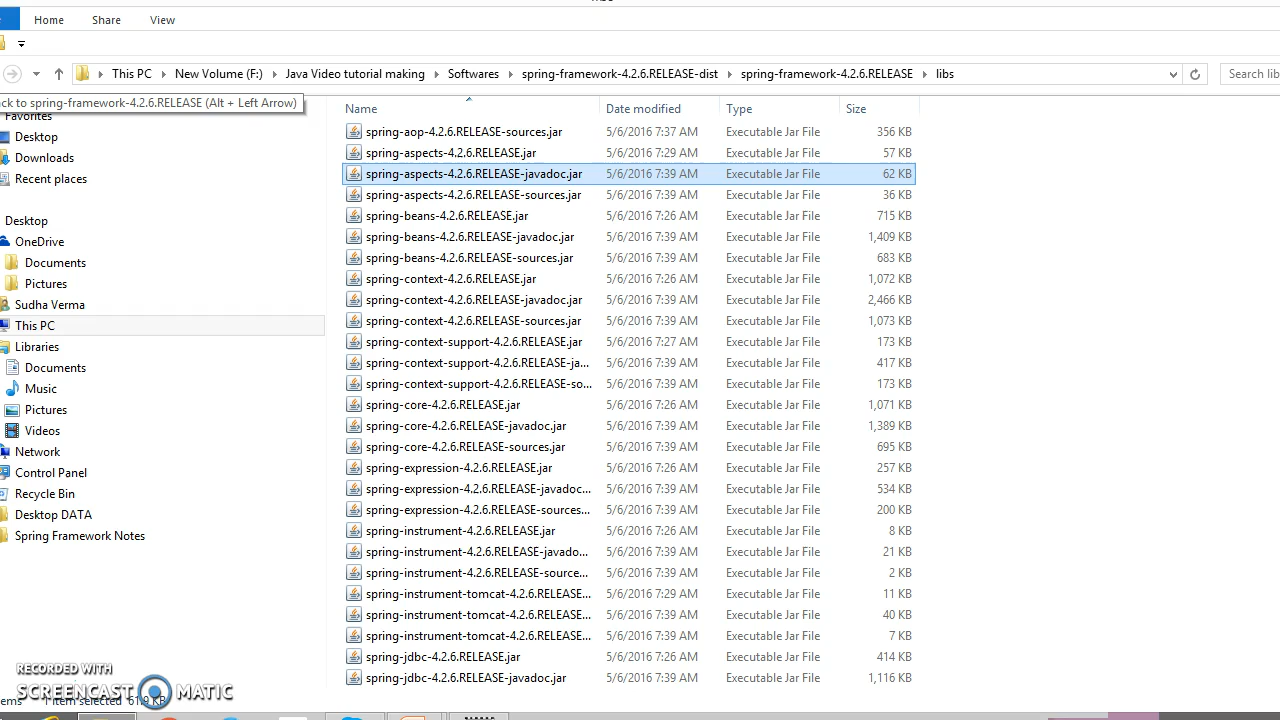 Home Share View
This PC New Volume (F:) Java Video tutorial making Softwares spring-framework-4.2.6.RELEASE-dist spring-framework-4.2.6.RELEASE libs Search lib
ck to spring-framework-4.2.6.RELEASE (Alt + Left Arrow)
Name Date modified Type Size
Favorites
Desktop
Downloads
Recent places
Desktop
OneDrive
Documents
Pictures
Sudha Verma
This PC
Libraries
Documents
Music
Pictures
Videos
Network
Control Panel
Recycle Bin
Desktop DATA
Spring Framework Notes
spring-aop-4.2.6.RELEASE-sources.jar 5/6/2016 7:37 AM Executable Jar File 356 KB
spring-aspects-4.2.6.RELEASE.jar 5/6/2016 7:29 AM Executable Jar File 57 KB
spring-aspects-4.2.6.RELEASE-javadoc.jar 5/6/2016 7:39 AM Executable Jar File 62 KB
spring-aspects-4.2.6.RELEASE-sources.jar 5/6/2016 7:39 AM Executable Jar File 36 KB
spring-beans-4.2.6.RELEASE.jar 5/6/2016 7:26 AM Executable Jar File 715 KB
spring-beans-4.2.6.RELEASE-javadoc.jar 5/6/2016 7:39 AM Executable Jar File 1,409 KB
spring-beans-4.2.6.RELEASE-sources.jar 5/6/2016 7:39 AM Executable Jar File 683 KB
spring-context-4.2.6.RELEASE.jar 5/6/2016 7:26 AM Executable Jar File 1,072 KB
spring-context-4.2.6.RELEASE-javadoc.jar 5/6/2016 7:39 AM Executable Jar File 2,466 KB
spring-context-4.2.6.RELEASE-sources.jar 5/6/2016 7:39 AM Executable Jar File 1,073 KB
spring-context-support-4.2.6.RELEASE.jar 5/6/2016 7:27 AM Executable Jar File 173 KB
spring-context-support-4.2.6.RELEASE-ja... 5/6/2016 7:39 AM Executable Jar File 417 KB
spring-context-support-4.2.6.RELEASE-so... 5/6/2016 7:39 AM Executable Jar File 173 KB
spring-core-4.2.6.RELEASE.jar 5/6/2016 7:26 AM Executable Jar File 1,071 KB
spring-core-4.2.6.RELEASE-javadoc.jar 5/6/2016 7:39 AM Executable Jar File 1,389 KB
spring-core-4.2.6.RELEASE-sources.jar 5/6/2016 7:39 AM Executable Jar File 695 KB
spring-expression-4.2.6.RELEASE.jar 5/6/2016 7:26 AM Executable Jar File 257 KB
spring-expression-4.2.6.RELEASE-javadoc... 5/6/2016 7:39 AM Executable Jar File 534 KB
spring-expression-4.2.6.RELEASE-sources... 5/6/2016 7:39 AM Executable Jar File 200 KB
spring-instrument-4.2.6.RELEASE.jar 5/6/2016 7:26 AM Executable Jar File 8 KB
spring-instrument-4.2.6.RELEASE-javado... 5/6/2016 7:39 AM Executable Jar File 21 KB
spring-instrument-4.2.6.RELEASE-source... 5/6/2016 7:39 AM Executable Jar File 2 KB
spring-instrument-tomcat-4.2.6.RELEASE... 5/6/2016 7:29 AM Executable Jar File 11 KB
spring-instrument-tomcat-4.2.6.RELEASE... 5/6/2016 7:39 AM Executable Jar File 40 KB
spring-instrument-tomcat-4.2.6.RELEASE... 5/6/2016 7:39 AM Executable Jar File 7 KB
spring-jdbc-4.2.6.RELEASE.jar 5/6/2016 7:26 AM Executable Jar File 414 KB
spring-jdbc-4.2.6.RELEASE-javadoc.jar 5/6/2016 7:39 AM Executable Jar File 1,116 KB
RECORDED WITH
SCREENCAST MATIC
ems 1 item selected 61.9 KB